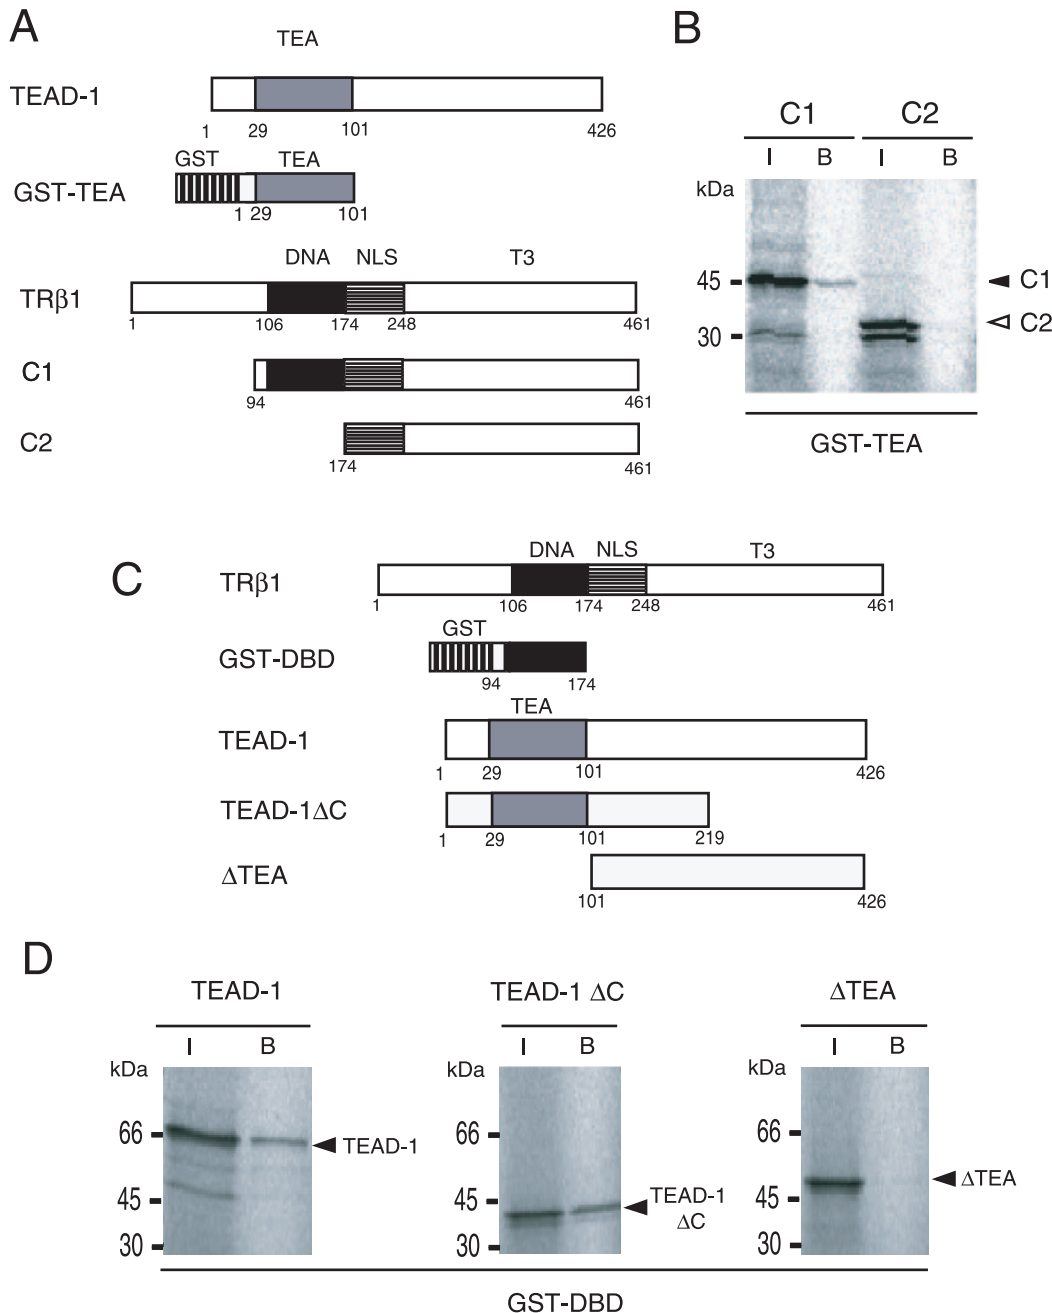 A
TEA
TEAD-1
1 29 101 426
GST TEA
GST-TEA
1 29 101
DNA NLS T3
TRβ1
1 106 174 248 461
C1
94 461
C2
174 461
B
C1 C2
I B I B
kDa
45
30
C1
C2
GST-TEA
C
DNA NLS T3
TRβ1
1 106 174 248 461
GST
GST-DBD
94 174
TEA
TEAD-1
1 29 101 426
TEAD-1ΔC
1 29 101 219
ΔTEA
101 426
D
TEAD-1
I B
kDa
66
45
30
TEAD-1
TEAD-1 ΔC
I B
kDa
66
45
30
TEAD-1
ΔC
ΔTEA
I B
kDa
66
45
30
ΔTEA
GST-DBD